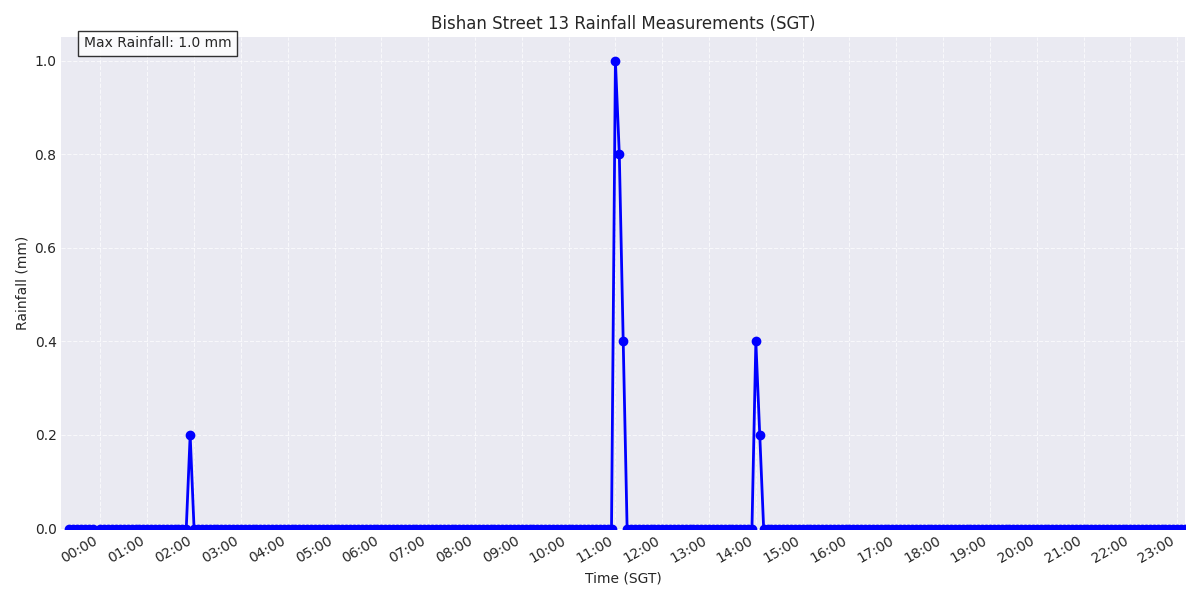 Bishan Street 13 Rainfall Measurements (SGT)
Max Rainfall: 1.0 mm
Rainfall (mm)
1.0
0.8
0.6
0.4
0.2
0.0
00:00 01:00 02:00 03:00 04:00 05:00 06:00 07:00 08:00 09:00 10:00 11:00 12:00 13:00 14:00 15:00 16:00 17:00 18:00 19:00 20:00 21:00 22:00 23:00
Time (SGT)